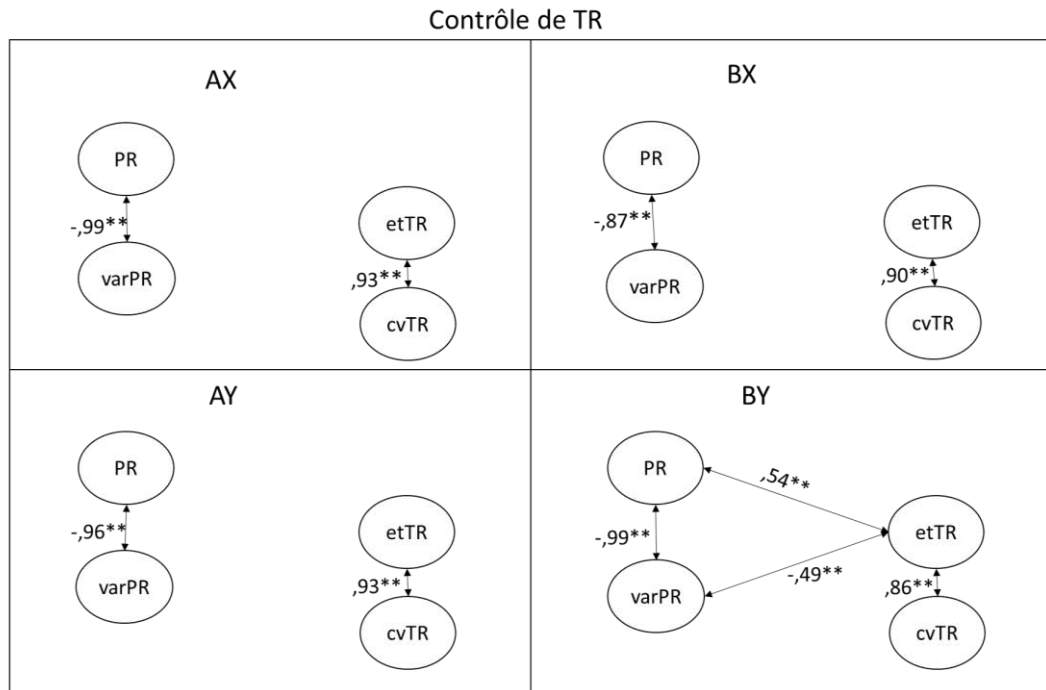 Contrôle de TR
AX
PR
-,99**
varPR
etTR
,93**
cvTR
BX
PR
-,87**
varPR
etTR
,90**
cvTR
AY
PR
-,96**
varPR
etTR
,93**
cvTR
BY
PR
,54**
-,99**
etTR
varPR
-,49**
,86**
cvTR